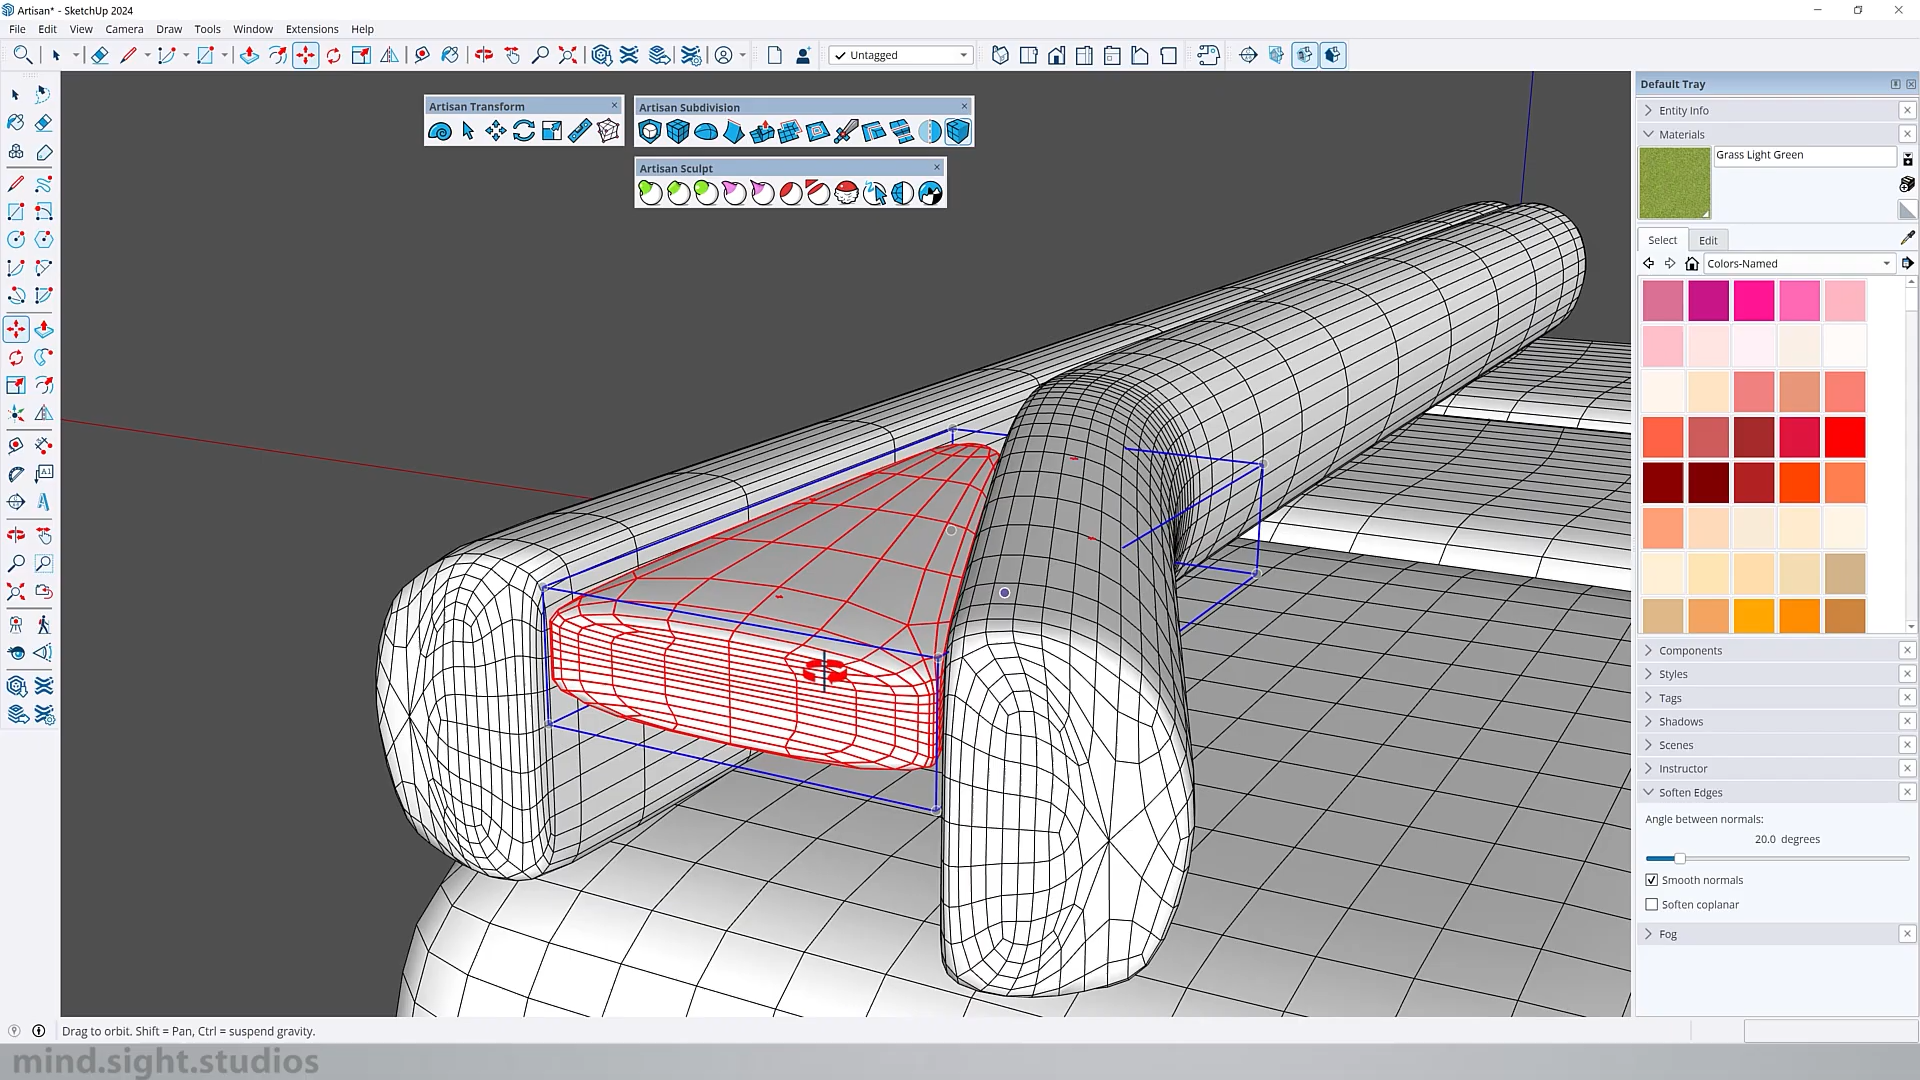 Artisan* - SketchUp 2024
File Edit View Camera Draw Tools Window Extensions Help
Untagged
Artisan Transform
Artisan Subdivision
Artisan Sculpt
Default Tray
Entity Info
Materials
Grass Light Green
Select Edit
Colors-Named
Components
Styles
Tags
Shadows
Scenes
Instructor
Soften Edges
Angle between normals:
20.0 degrees
Smooth normals
Soften coplanar
Fog
Drag to orbit. Shift = Pan, Ctrl = suspend gravity.
mind.sight.studios